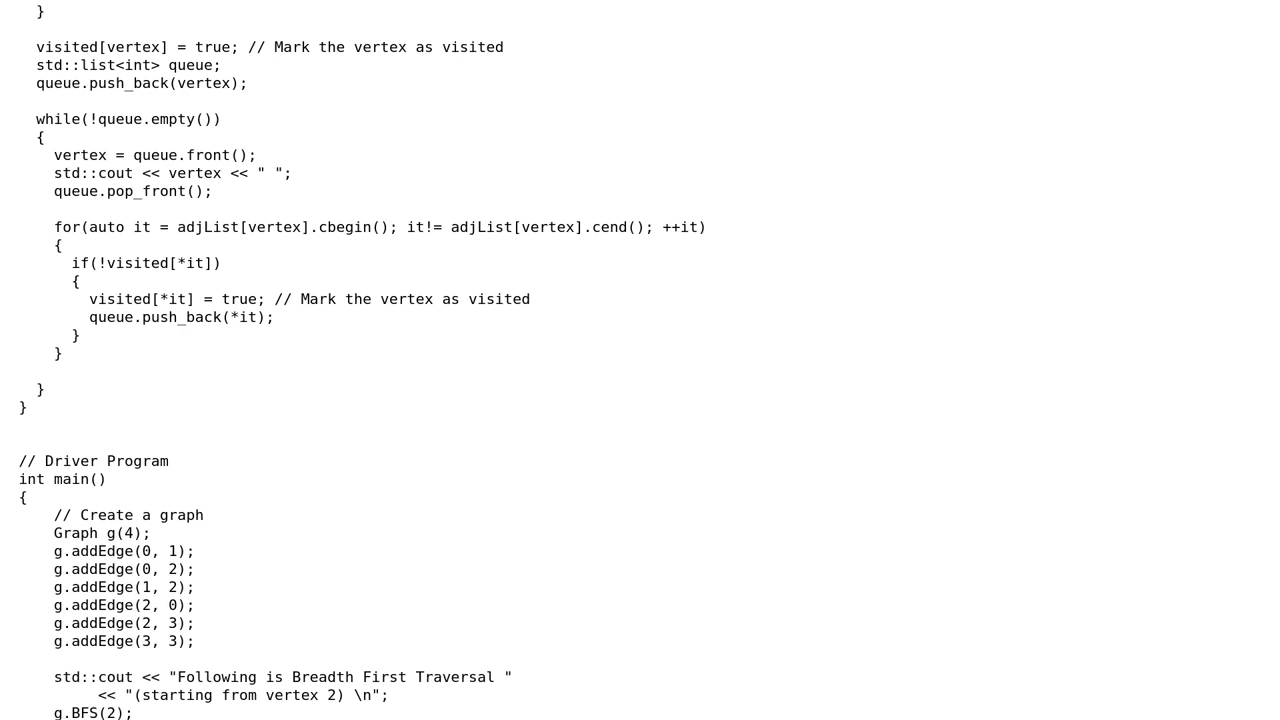 }
visited[vertex] = true; // Mark the vertex as visited
std::list<int> queue;
queue.push_back(vertex);
while(!queue.empty())
{
vertex = queue.front();
std::cout << vertex << " ";
queue.pop_front();
for(auto it = adjList[vertex].cbegin(); it!= adjList[vertex].cend(); ++it)
{
if(!visited[*it])
{
visited[*it] = true; // Mark the vertex as visited
queue.push_back(*it);
}
}
}
}
// Driver Program
int main()
{
// Create a graph
Graph g(4);
g.addEdge(0, 1);
g.addEdge(0, 2);
g.addEdge(1, 2);
g.addEdge(2, 0);
g.addEdge(2, 3);
g.addEdge(3, 3);
std::cout << "Following is Breadth First Traversal "
<< "(starting from vertex 2) \n";
g.BFS(2);